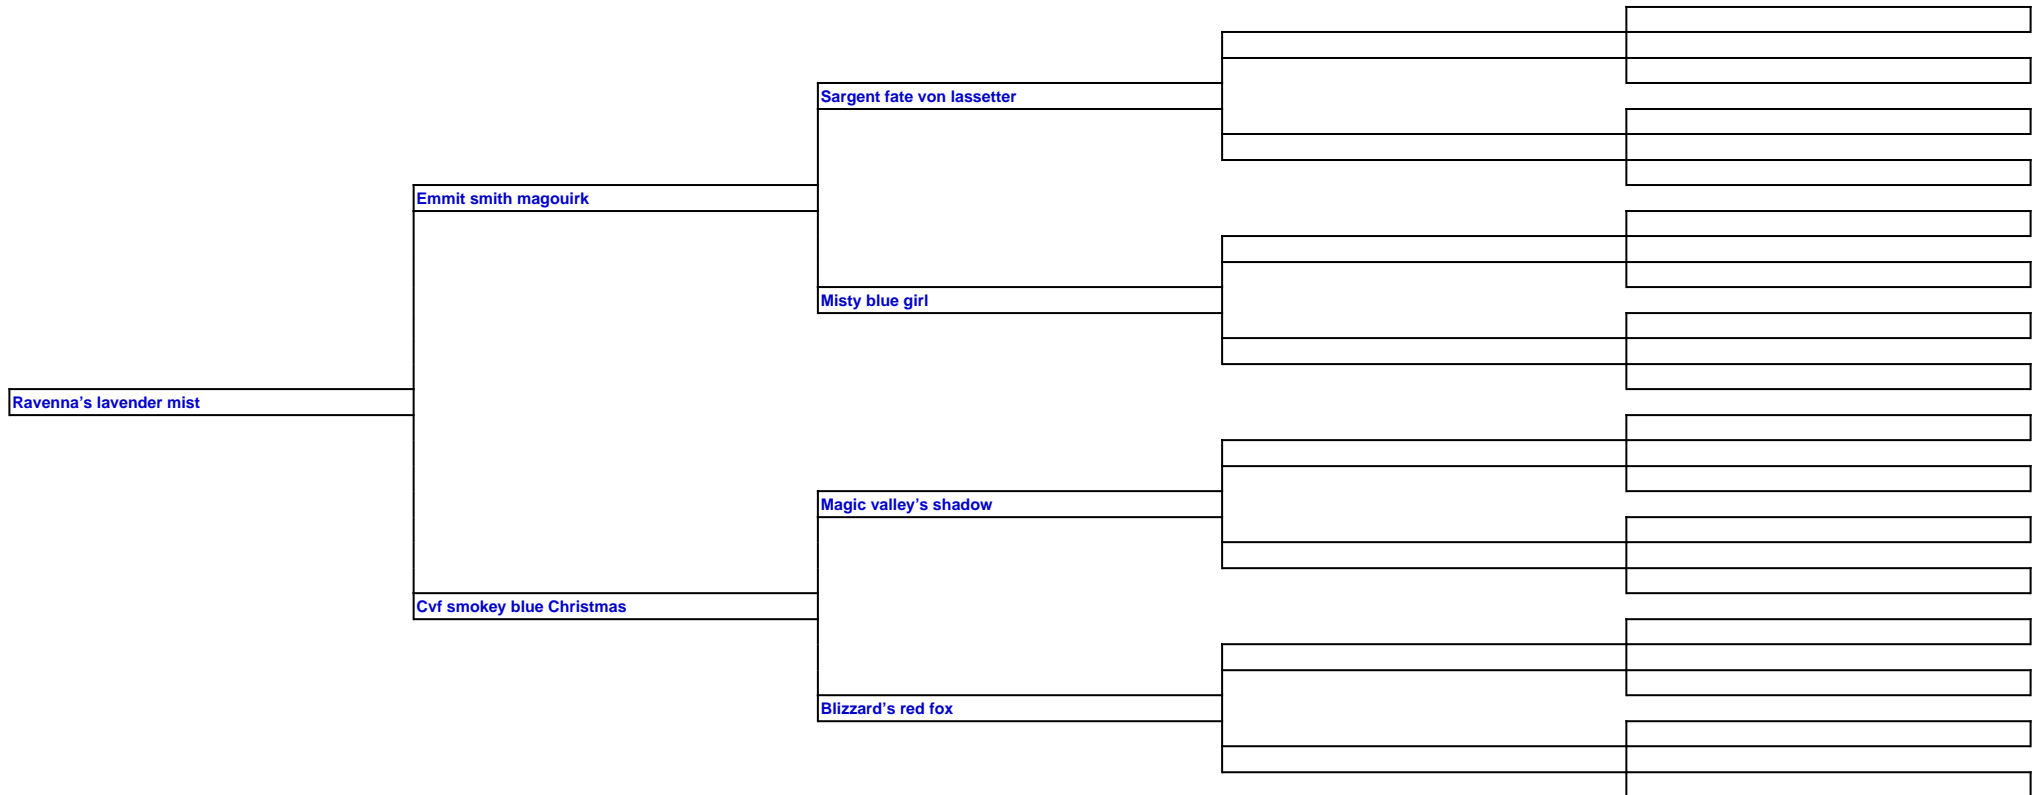 Sargent fate von lassetter
Emmit smith magouirk
Misty blue girl
Ravenna’s lavender mist
Magic valley’s shadow
Cvf smokey blue Christmas
Blizzard’s red fox